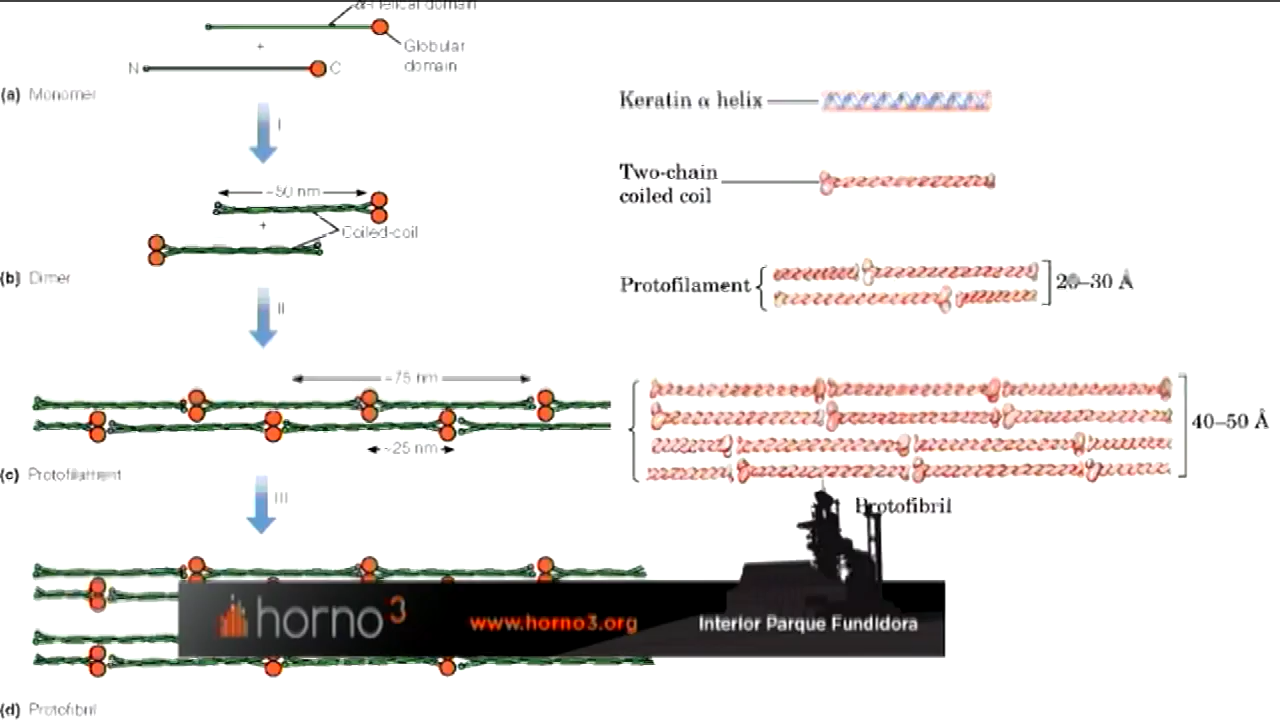 α-Helical domain
+
Globular
domain
N
C
(a) Monomer
I
~50 nm
+
Coiled-coil
(b) Dimer
II
~75 nm
~25 nm
(c) Protofilament
III
(d) Protofibril
Keratin α helix
Two-chain
coiled coil
Protofilament
20–30 Å
40–50 Å
Protofibril
horno3
www.horno3.org
Interior Parque Fundidora